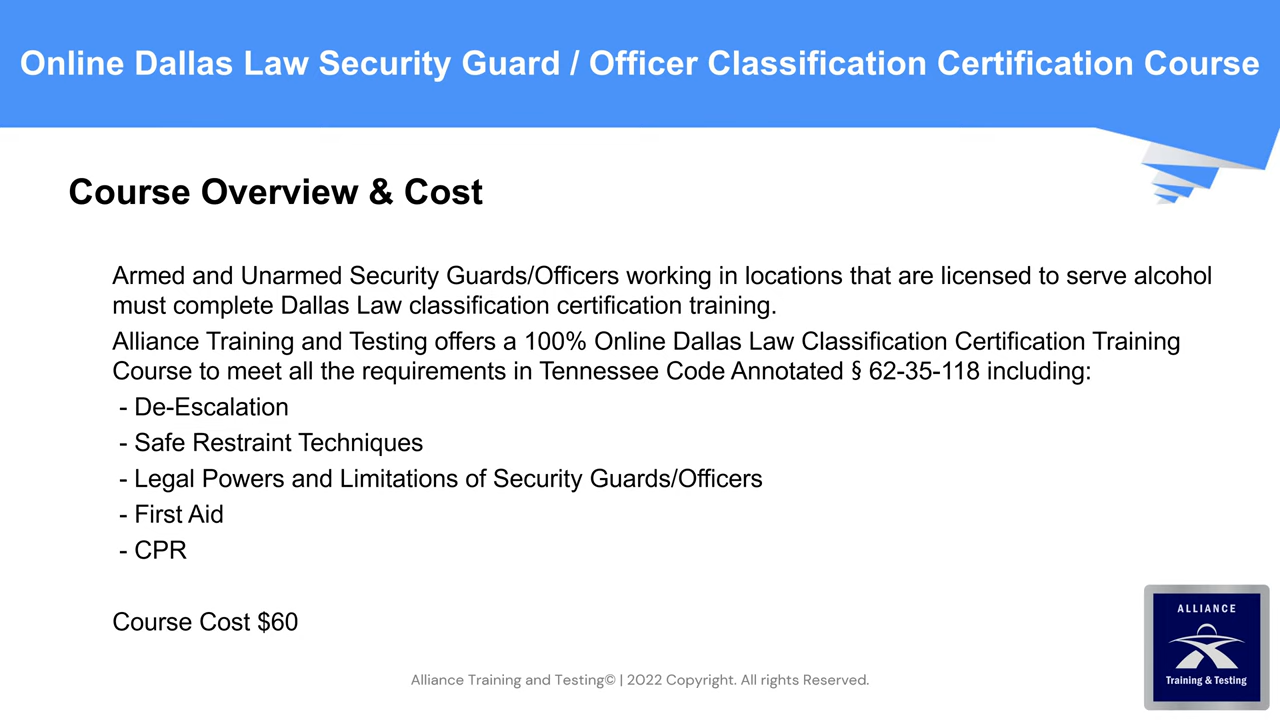 Online Dallas Law Security Guard / Officer Classification Certification Course
Course Overview & Cost
Armed and Unarmed Security Guards/Officers working in locations that are licensed to serve alcohol
must complete Dallas Law classification certification training.
Alliance Training and Testing offers a 100% Online Dallas Law Classification Certification Training
Course to meet all the requirements in Tennessee Code Annotated § 62-35-118 including:
- De-Escalation
- Safe Restraint Techniques
- Legal Powers and Limitations of Security Guards/Officers
- First Aid
- CPR
Course Cost $60
Alliance Training and Testing© | 2022 Copyright. All rights Reserved.
ALLIANCE
Training & Testing